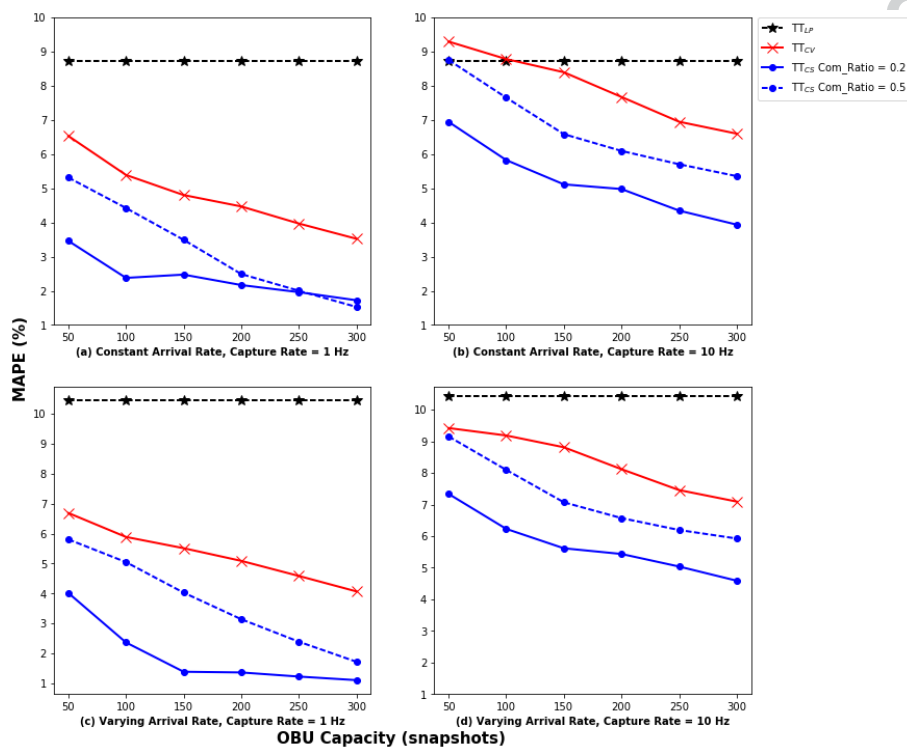 10
9
8
7
6
5
4
3
2
1
50 100 150 200 250 300
(a) Constant Arrival Rate, Capture Rate = 1 Hz
10
9
8
7
6
5
4
3
2
1
50 100 150 200 250 300
(b) Constant Arrival Rate, Capture Rate = 10 Hz
TT_LP
TT_CV
TT_CS Com_Ratio = 0.2
TT_CS Com_Ratio = 0.5
MAPE (%)
10
9
8
7
6
5
4
3
2
1
50 100 150 200 250 300
(c) Varying Arrival Rate, Capture Rate = 1 Hz
10
9
8
7
6
5
4
3
2
1
50 100 150 200 250 300
(d) Varying Arrival Rate, Capture Rate = 10 Hz
OBU Capacity (snapshots)